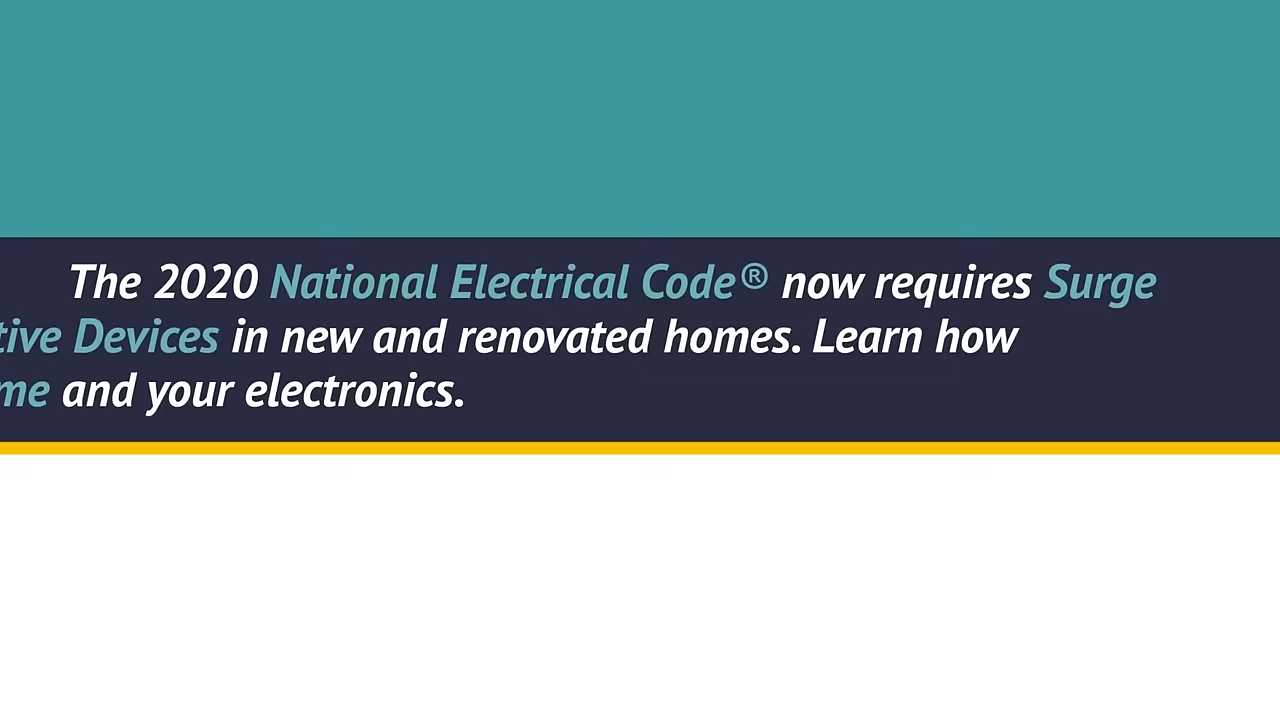 The 2020 National Electrical Code® now requires Surge
tive Devices in new and renovated homes. Learn how
me and your electronics.